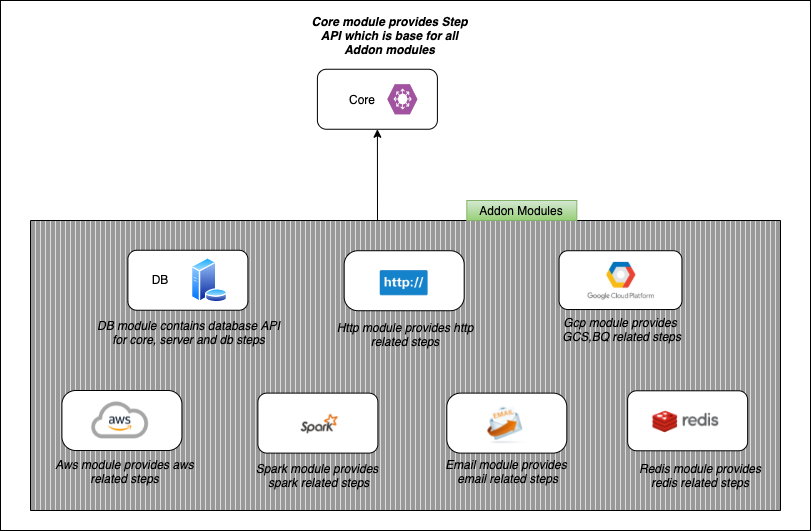 Core module provides Step
API which is base for all
Addon modules
Core
Addon Modules
DB
http://
Google Cloud Platform
DB module contains database API
for core, server and db steps
Http module provides http
related steps
Gcp module provides
GCS,BQ related steps
aws
Spark
EMAIL
redis
Aws module provides aws
related steps
Spark module provides
spark related steps
Email module provides
email related steps
Redis module provides
redis related steps